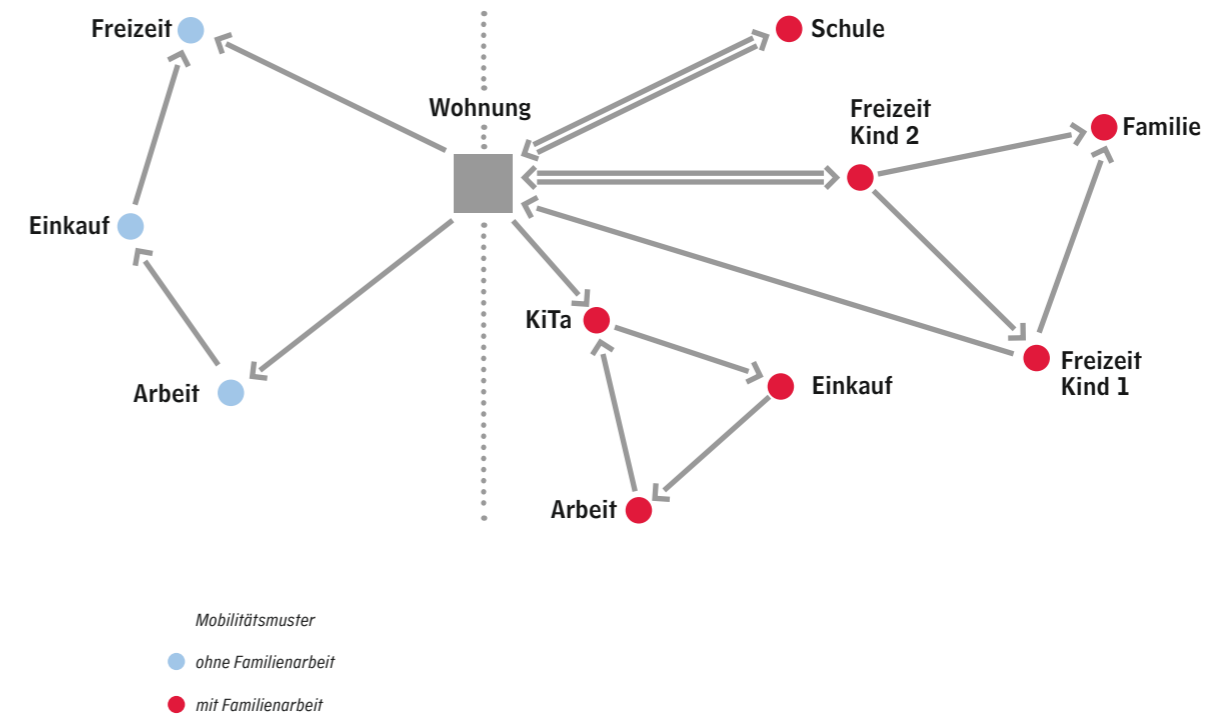 Freizeit
Schule
Wohnung
Freizeit
Kind 2
Familie
Einkauf
KiTa
Freizeit
Kind 1
Einkauf
Arbeit
Arbeit
Mobilitätsmuster
ohne Familienarbeit
mit Familienarbeit